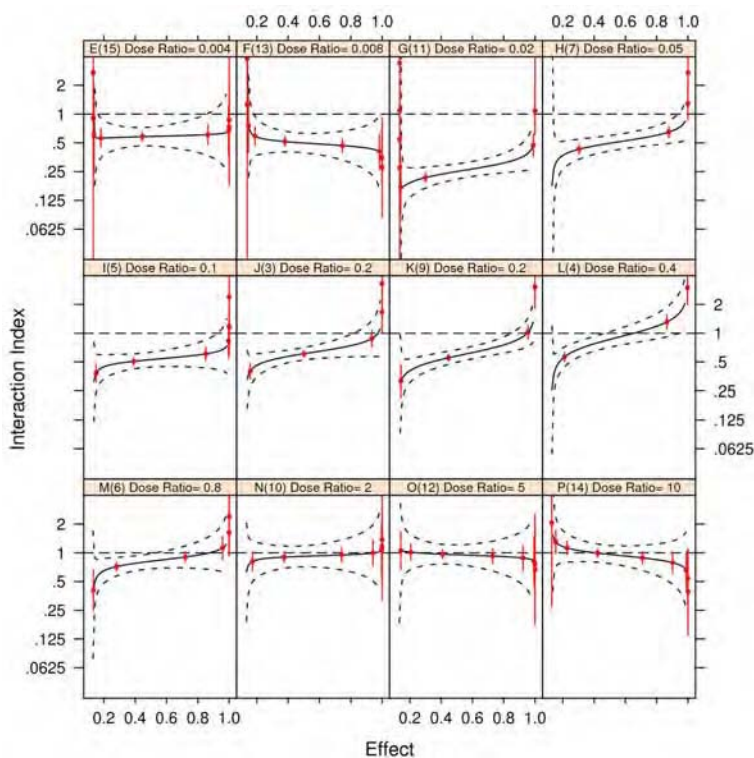 0.2 0.4 0.6 0.8 1.0 0.2 0.4 0.6 0.8 1.0
E(15) Dose Ratio= 0.004 F(13) Dose Ratio= 0.008 G(11) Dose Ratio= 0.02 H(7) Dose Ratio= 0.05
2
1
.5
.25
.125
.0625
I(5) Dose Ratio= 0.1 J(3) Dose Ratio= 0.2 K(9) Dose Ratio= 0.2 L(4) Dose Ratio= 0.4
2
1
.5
.25
.125
.0625
Interaction Index
M(6) Dose Ratio= 0.8 N(10) Dose Ratio= 2 O(12) Dose Ratio= 5 P(14) Dose Ratio= 10
2
1
.5
.25
.125
.0625
0.2 0.4 0.6 0.8 1.0 0.2 0.4 0.6 0.8 1.0
Effect